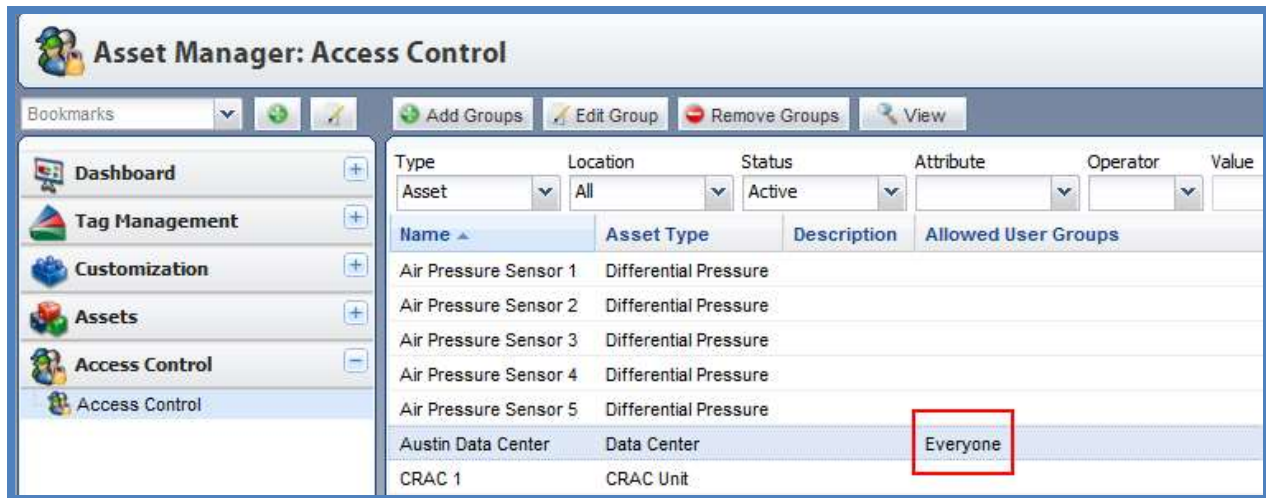 Asset Manager: Access Control
Bookmarks
Add Groups Edit Group Remove Groups View
Dashboard
Tag Management
Customization
Assets
Access Control
Access Control
Type Location Status Attribute Operator Value
Asset All Active
Name Asset Type Description Allowed User Groups
Air Pressure Sensor 1 Differential Pressure
Air Pressure Sensor 2 Differential Pressure
Air Pressure Sensor 3 Differential Pressure
Air Pressure Sensor 4 Differential Pressure
Air Pressure Sensor 5 Differential Pressure
Austin Data Center Data Center Everyone
CRAC 1 CRAC Unit